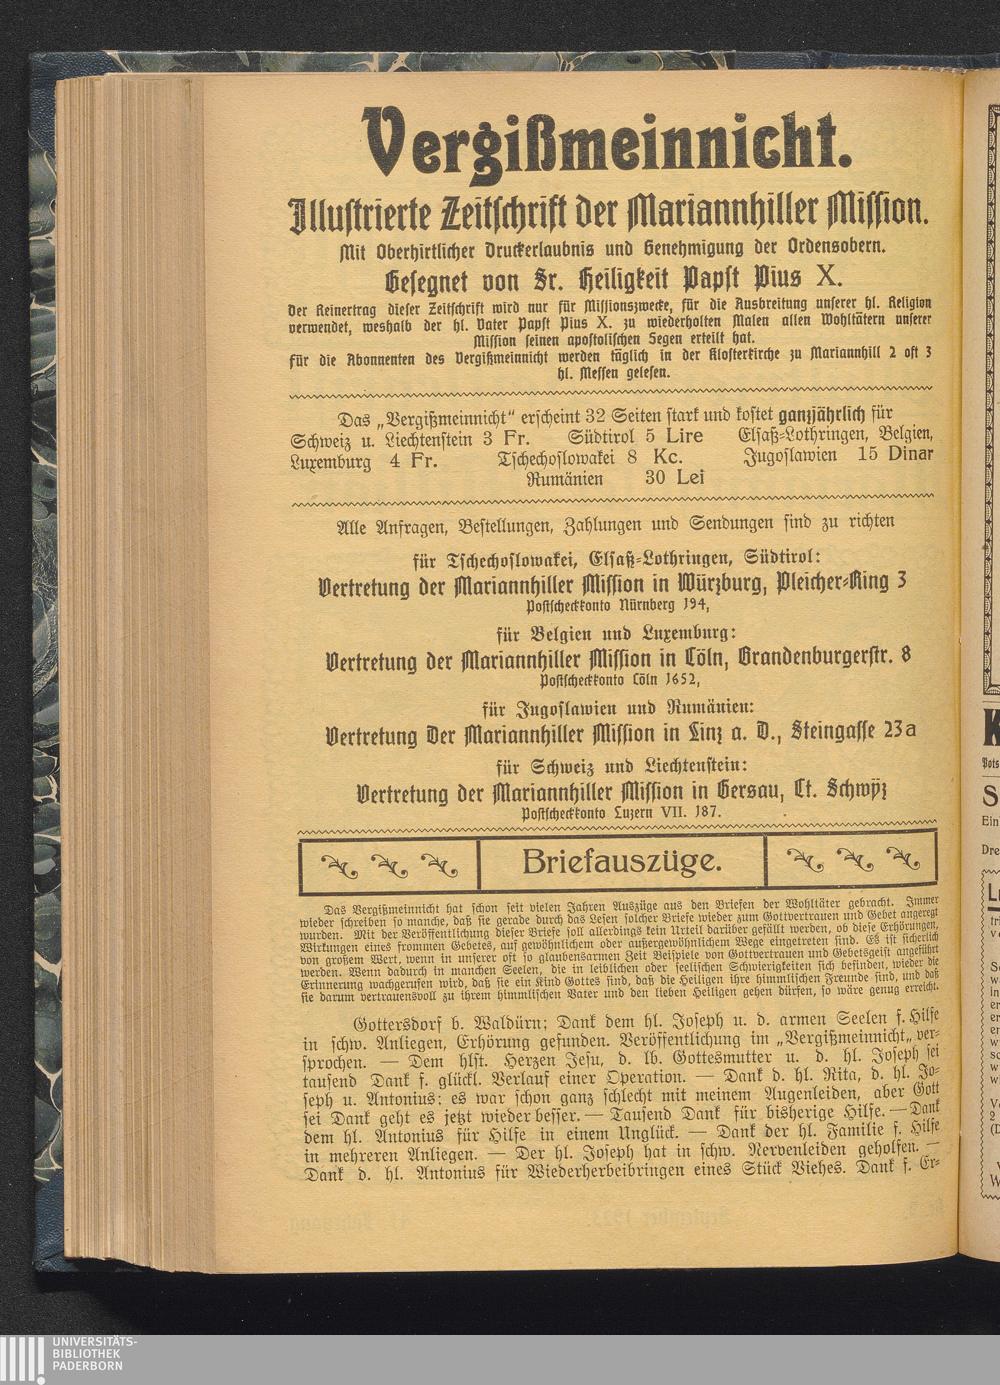 Vergißmeinnicht.
Illustrierte Zeitschrift der Mariannhiller Mission.
Mit Oberhirtlicher Druckerlaubnis und Genehmigung der Ordensobern.
Gesegnet von Sr. Heiligkeit Papst Pius X.
Der Reinertrag dieser Zeitschrift wird nur für Missionszwecke, für die Ausbreitung unserer hl. Religion
verwendet, weshalb der hl. Vater Papst Pius X. zu wiederholten Malen allen Wohltätern unserer
Mission seinen apostolischen Segen erteilt hat.
Für die Abonnenten des Vergißmeinnicht werden täglich in der Klosterkirche zu Mariannhill 2 oft 3
hl. Messen gelesen.
Das „Vergißmeinnicht" erscheint 32 Seiten stark und kostet ganzjährlich für
Schweiz u. Liechtenstein 3 Fr. Südtirol 5 Lire Elsaß-Lothringen, Belgien,
Luxemburg 4 Fr. Tschechoslowakei 8 Kc. Jugoslawien 15 Dinar
Rumänien 30 Lei
Alle Anfragen, Bestellungen, Zahlungen und Sendungen sind zu richten
für Tschechoslowakei, Elsaß-Lothringen, Südtirol:
Vertretung der Mariannhiller Mission in Würzburg, Pleicher-Ring 3
Postscheckkonto Nürnberg 194,
für Belgien und Luxemburg:
Vertretung der Mariannhiller Mission in Cöln, Brandenburgerstr. 8
Postscheckkonto Cöln 1652,
für Jugoslawien und Rumänien:
Vertretung Der Mariannhiller Mission in Linz a. D., Steingasse 23a
für Schweiz und Liechtenstein:
Vertretung der Mariannhiller Mission in Gersau, Ct. Schwÿz
Postscheckkonto Luzern VII. 187.
Briefauszüge.
Das Vergißmeinnicht hat schon seit vielen Jahren Auszüge aus den Briefen der Wohltäter gebracht. Immer
wieder schreiben so manche, daß sie gerade durch das Lesen solcher Briefe wieder zum Gottvertrauen und Gebet angeregt
wurden. Mit der Veröffentlichung dieser Briefe soll allerdings kein Urteil darüber gefällt werden, ob diese Erhörungen,
Wirkungen eines frommen Gebetes, auf gewöhnlichem oder außergewöhnlichem Wege eingetreten sind. Es ist sicherlich
von großem Wert, wenn in unserer oft so glaubensarmen Zeit Beispiele von Gottvertrauen und Gebetsgeist angeführt
werden. Wenn dadurch in manchen Seelen, die in leiblichen oder seelischen Schwierigkeiten sich befinden, wieder die
Erinnerung wachgerufen wird, daß sie ein Kind Gottes sind, daß die Heiligen ihre himmlischen Freunde sind, und daß
sie darum vertrauensvoll zu ihrem himmlischen Vater und den lieben Heiligen gehen dürfen, so wäre genug erreicht.
Gottersdorf b. Waldürn; Dank dem hl. Joseph u. d. armen Seelen f. Hilfe
in schw. Anliegen, Erhörung gefunden. Veröffentlichung im „Vergißmeinnicht„ ver-
sprochen. — Dem hlst. Herzen Jesu, d. lb. Gottesmutter u. d. hl. Joseph sei
tausend Dank f. glückl. Verlauf einer Operation. — Dank d. hl. Rita, d. hl. Jo-
seph u. Antonius; es war schon ganz schlecht mit meinem Augenleiden, aber Gott
sei Dank geht es jetzt wieder besser. — Tausend Dank für bisherige Hilfe. — Dank
dem hl. Antonius für Hilfe in einem Unglück. — Dank der hl. Familie f. Hilfe
in mehreren Anliegen. — Der hl. Joseph hat in schw. Nervenleiden geholfen. —
Dank d. hl. Antonius für Wiederherbeibringen eines Stück Viehes. Dank f. Er-
UNIVERSITÄTS-
BIBLIOTHEK
PADERBORN